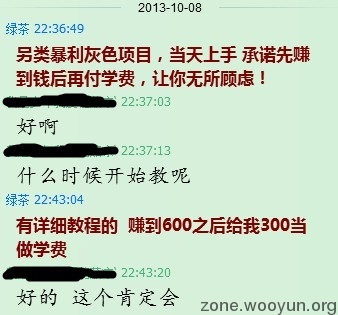 2013-10-08
绿茶 22:36:49
另类暴利灰色项目，当天上手 承诺先赚
到钱后再付学费，让你无所顾虑！
22:37:03
好啊
22:37:13
什么时候开始教呢
绿茶 22:43:04
有详细教程的 赚到600之后给我300当
做学费
22:43:20
好的 这个肯定会
zone.wooyun.org